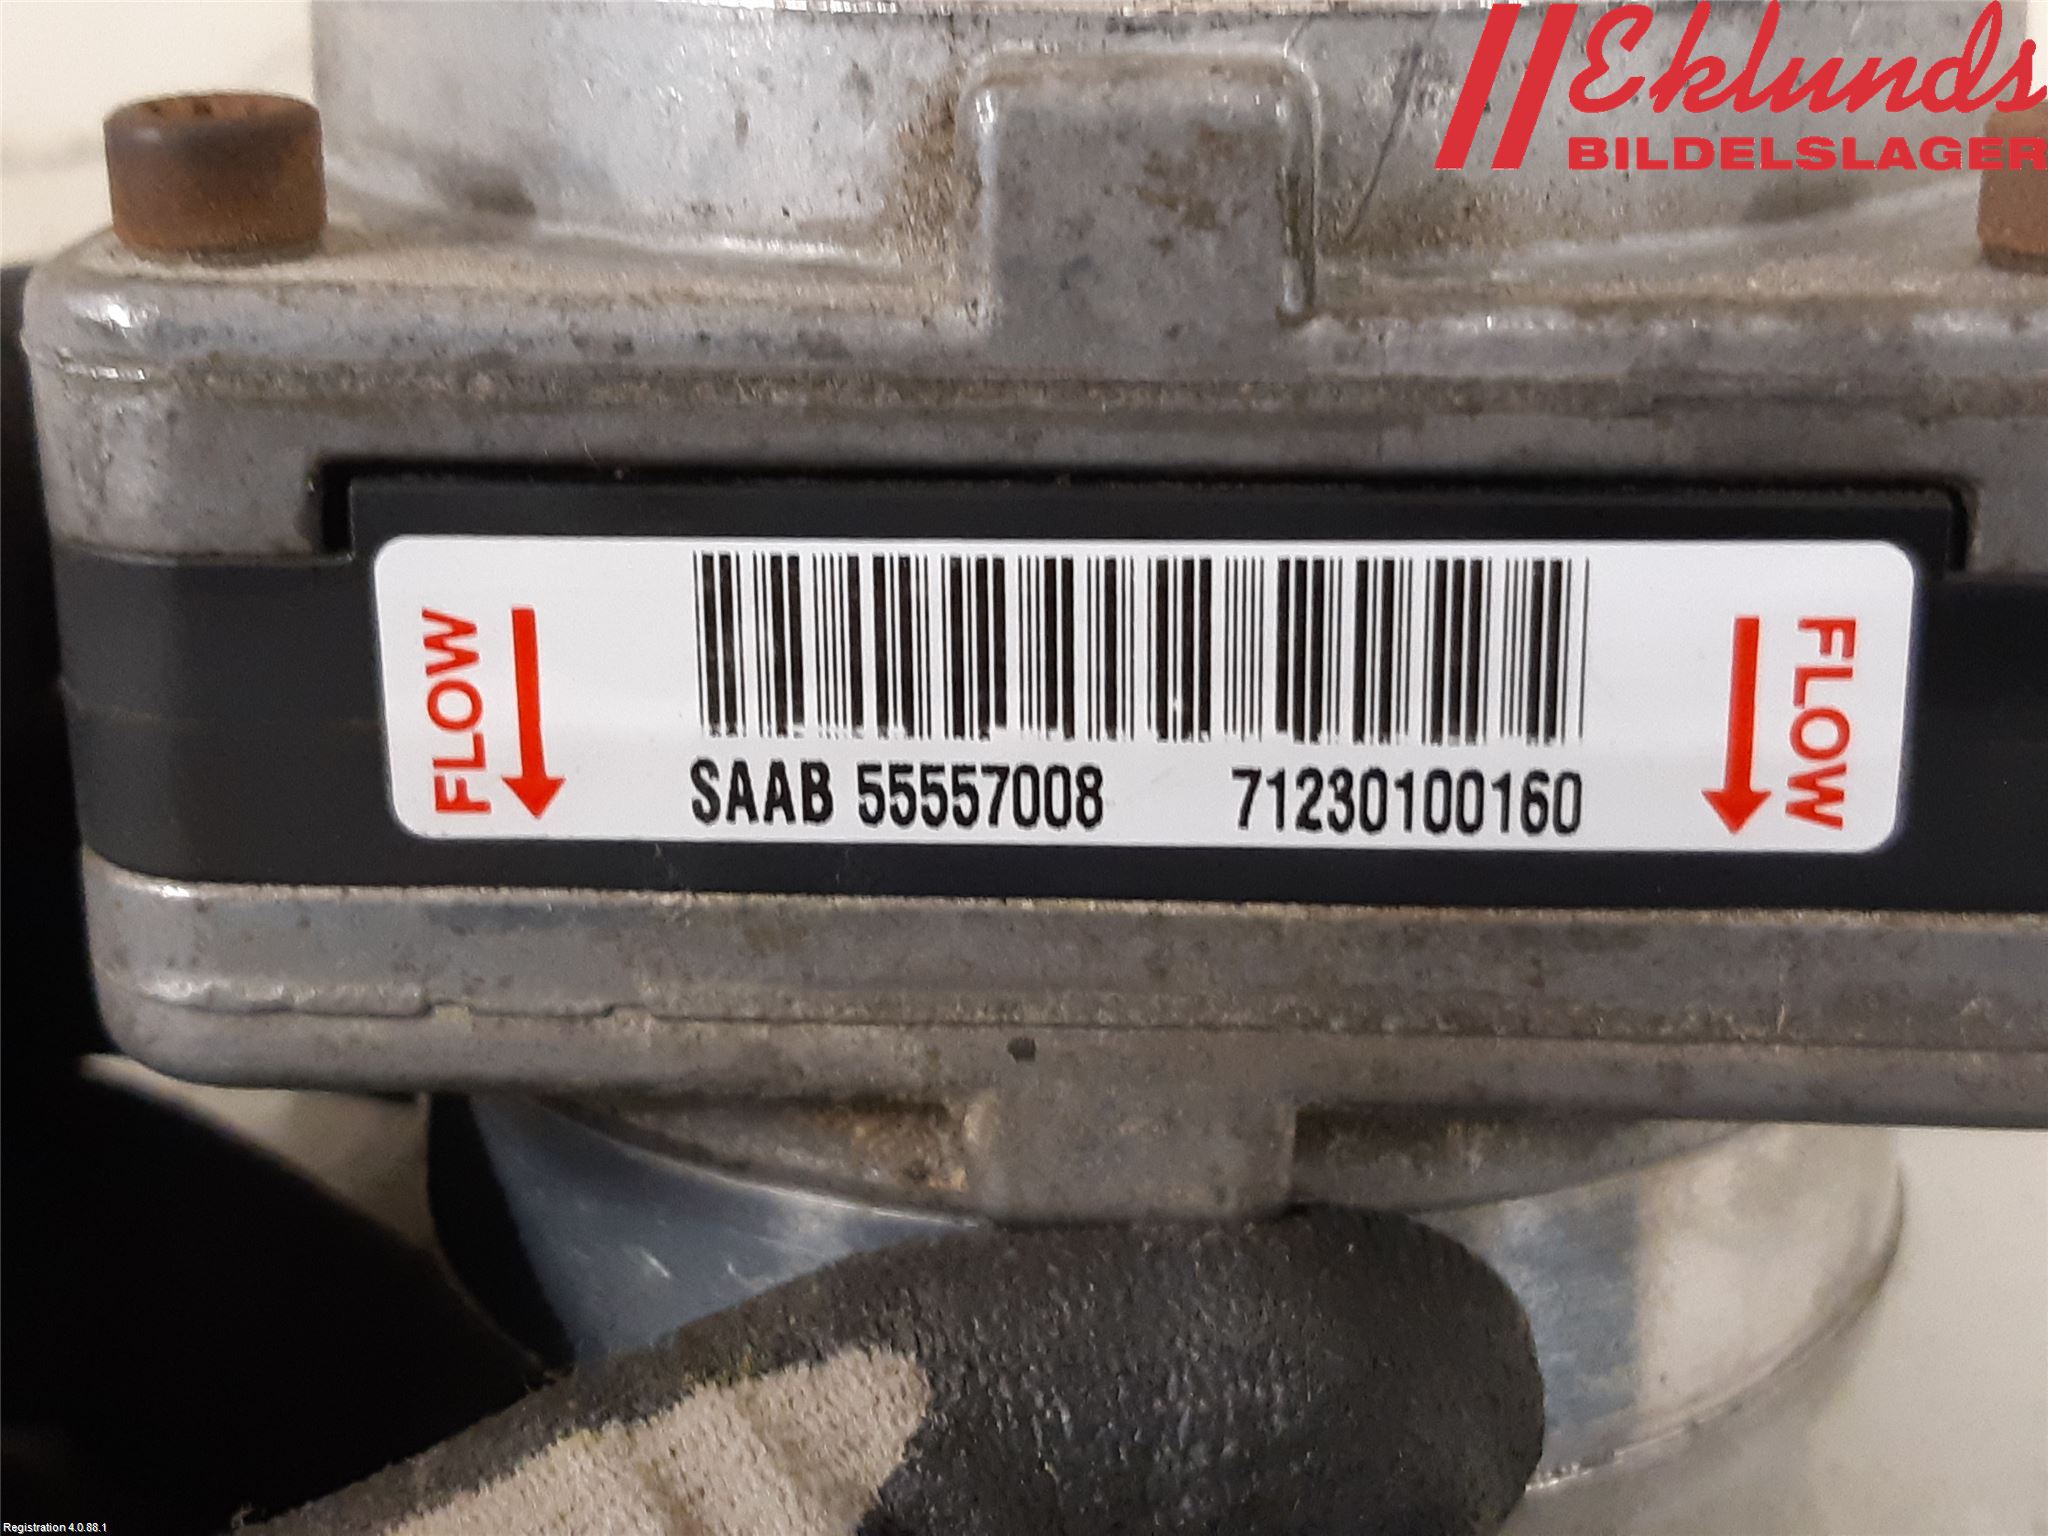 Eklunds
BILDELSLAGER
FLOW
SAAB 55557008 71230100160
FLOW
Registration 4.0.88.1